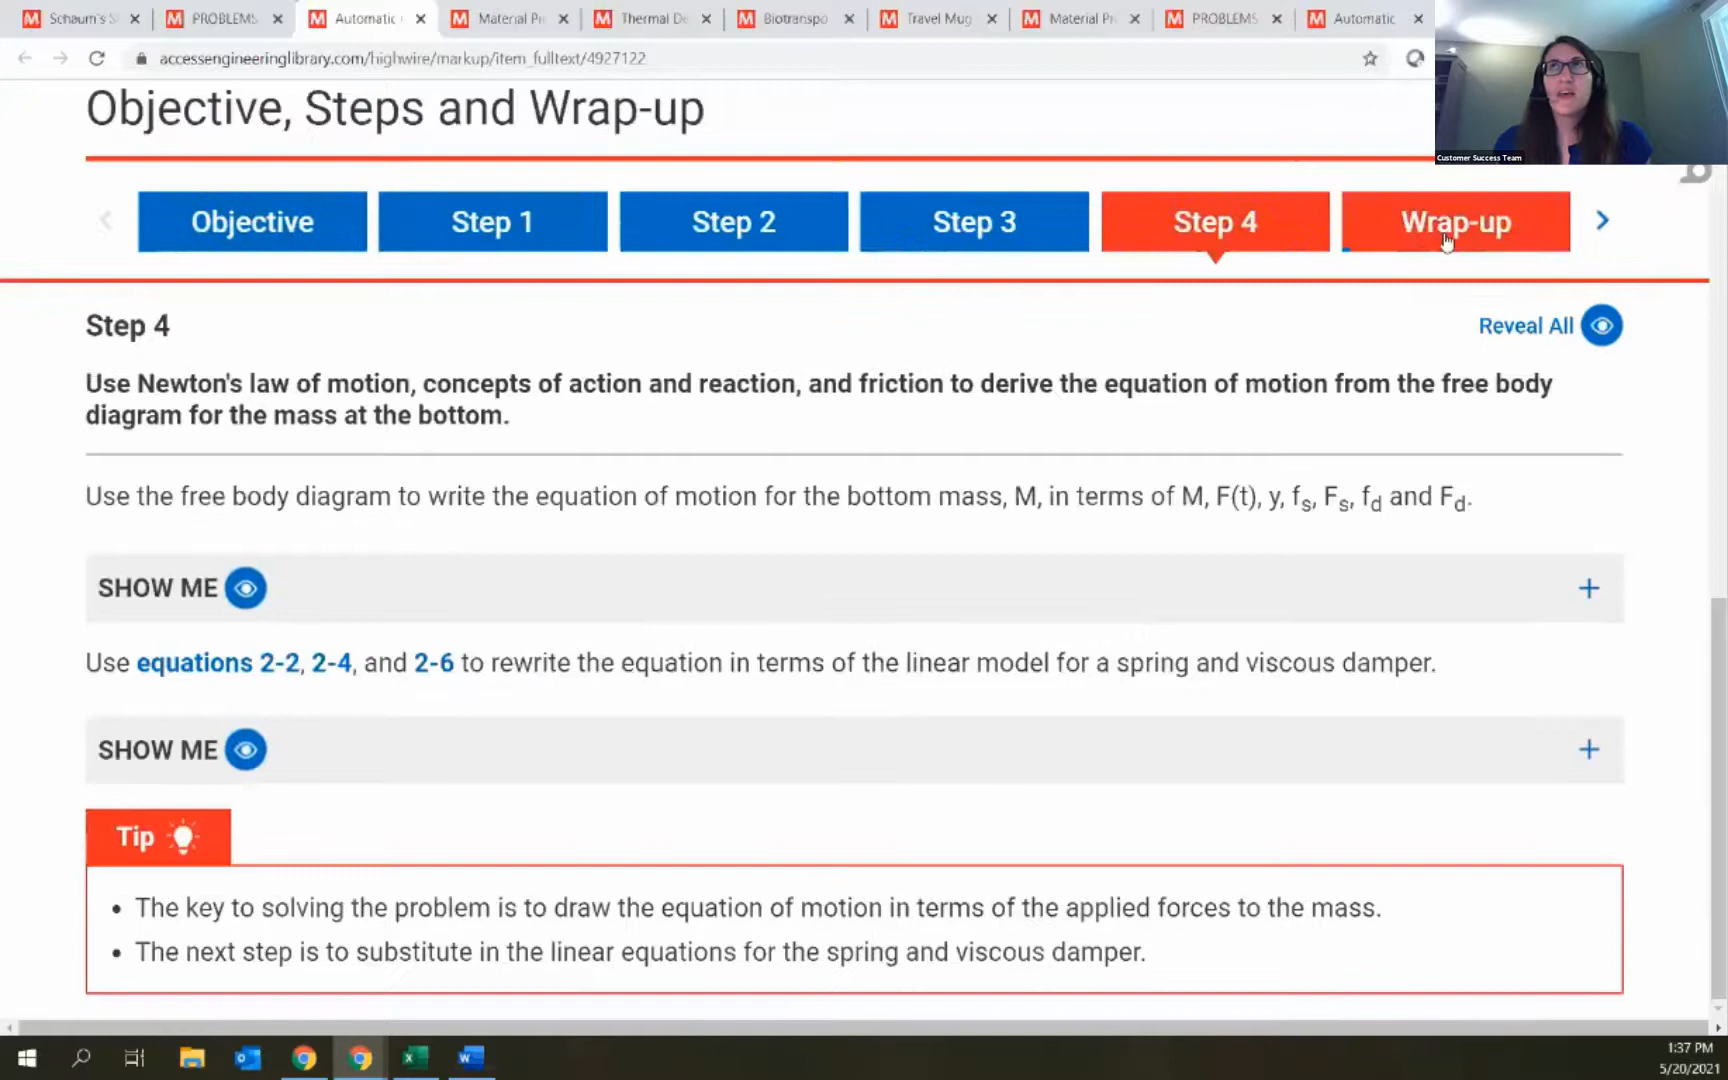 Schaum's S
PROBLEMS
Automatic
Material Pr
Thermal De
Biotranspo
Travel Mug
Material Pr
PROBLEMS
Automatic
accessengineeringlibrary.com/highwire/markup/item_fulltext/4927122
Customer Success Team
Objective, Steps and Wrap-up
Objective
Step 1
Step 2
Step 3
Step 4
Wrap-up
Step 4
Reveal All
Use Newton's law of motion, concepts of action and reaction, and friction to derive the equation of motion from the free body
diagram for the mass at the bottom.
Use the free body diagram to write the equation of motion for the bottom mass, M, in terms of M, F(t), y, fs, Fs, fd and Fd.
SHOW ME
Use equations 2-2, 2-4, and 2-6 to rewrite the equation in terms of the linear model for a spring and viscous damper.
SHOW ME
Tip
• The key to solving the problem is to draw the equation of motion in terms of the applied forces to the mass.
• The next step is to substitute in the linear equations for the spring and viscous damper.
1:37 PM
5/20/2021